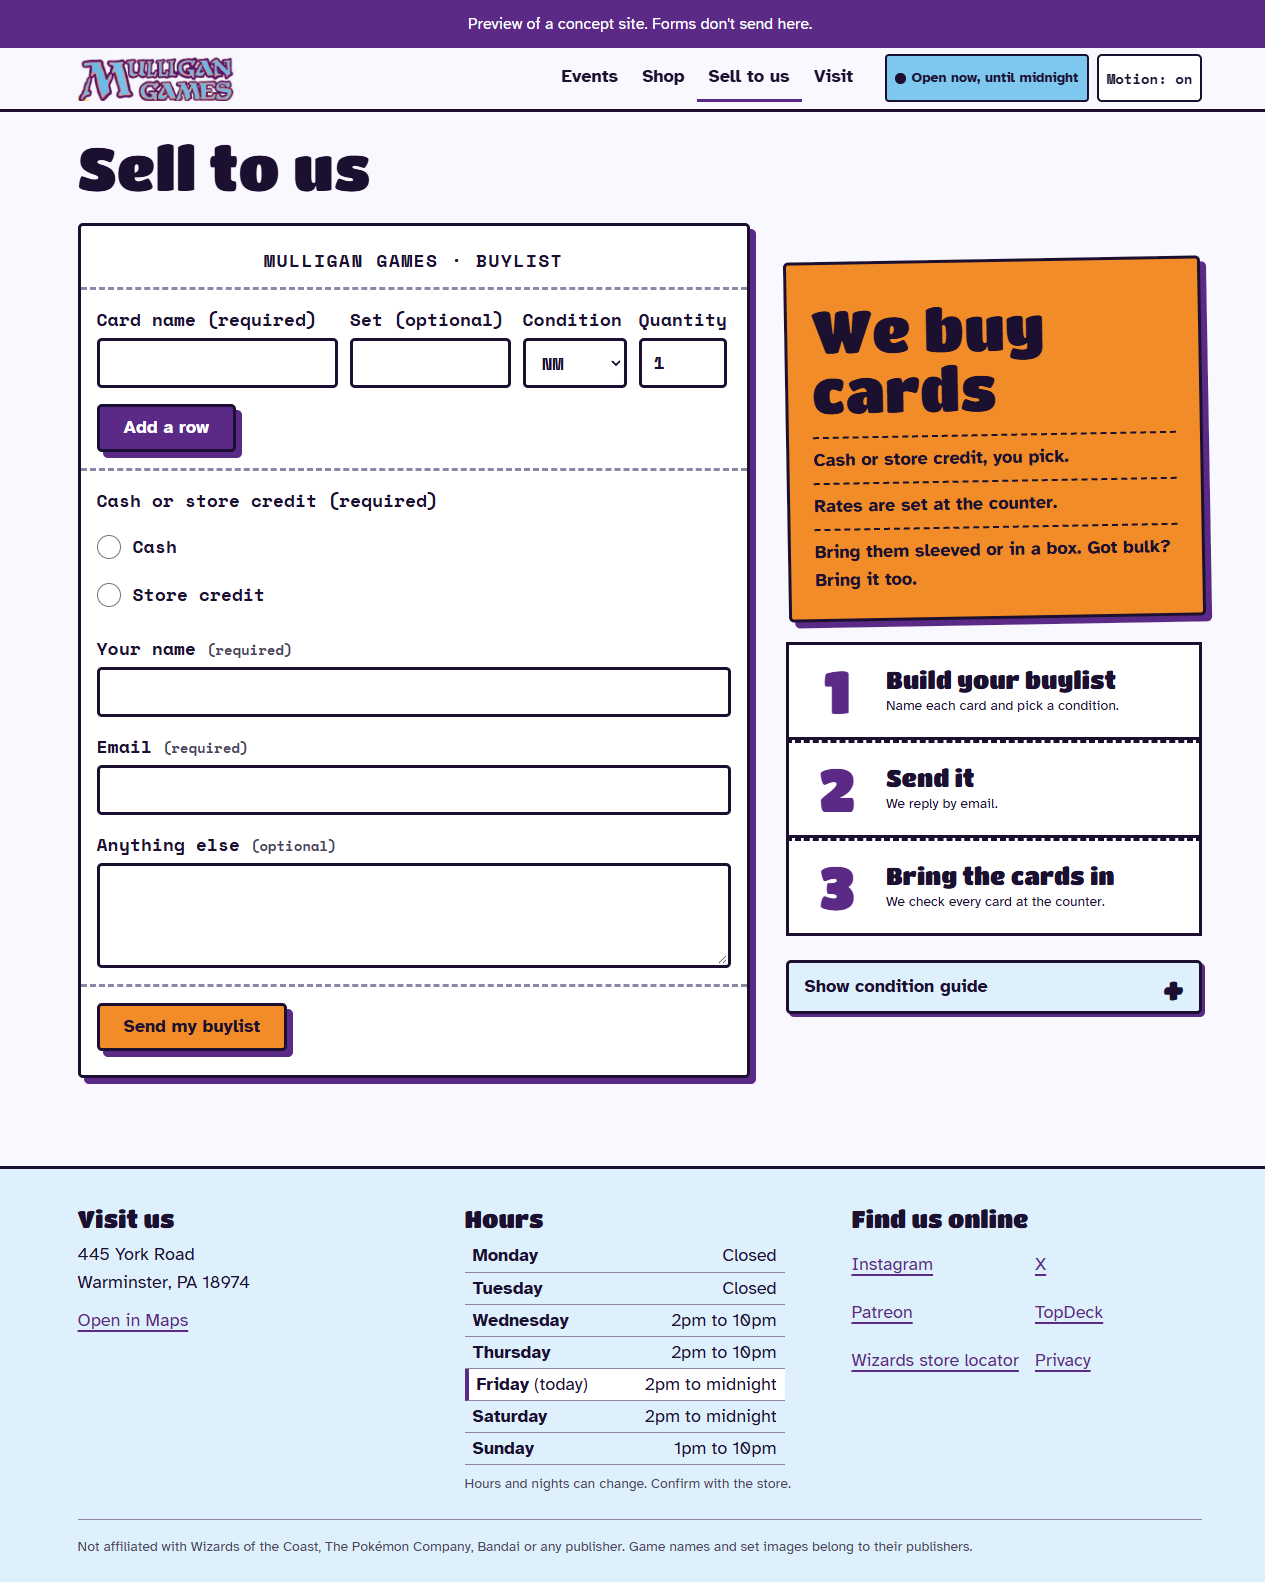 Preview of a concept site. Forms don't send here.
MULLIGAN GAMES
Events
Shop
Sell to us
Visit
Open now, until midnight
Motion: on
Sell to us
MULLIGAN GAMES · BUYLIST
Card name (required)
Set (optional)
Condition
Quantity
NM
1
Add a row
Cash or store credit (required)
Cash
Store credit
Your name (required)
Email (required)
Anything else (optional)
Send my buylist
We buy
cards
Cash or store credit, you pick.
Rates are set at the counter.
Bring them sleeved or in a box. Got bulk?
Bring it too.
1
Build your buylist
Name each card and pick a condition.
2
Send it
We reply by email.
3
Bring the cards in
We check every card at the counter.
Show condition guide
Visit us
445 York Road
Warminster, PA 18974
Open in Maps
Hours
Monday Closed
Tuesday Closed
Wednesday 2pm to 10pm
Thursday 2pm to 10pm
Friday (today) 2pm to midnight
Saturday 2pm to midnight
Sunday 1pm to 10pm
Hours and nights can change. Confirm with the store.
Find us online
Instagram
X
Patreon
TopDeck
Wizards store locator
Privacy
Not affiliated with Wizards of the Coast, The Pokémon Company, Bandai or any publisher. Game names and set images belong to their publishers.